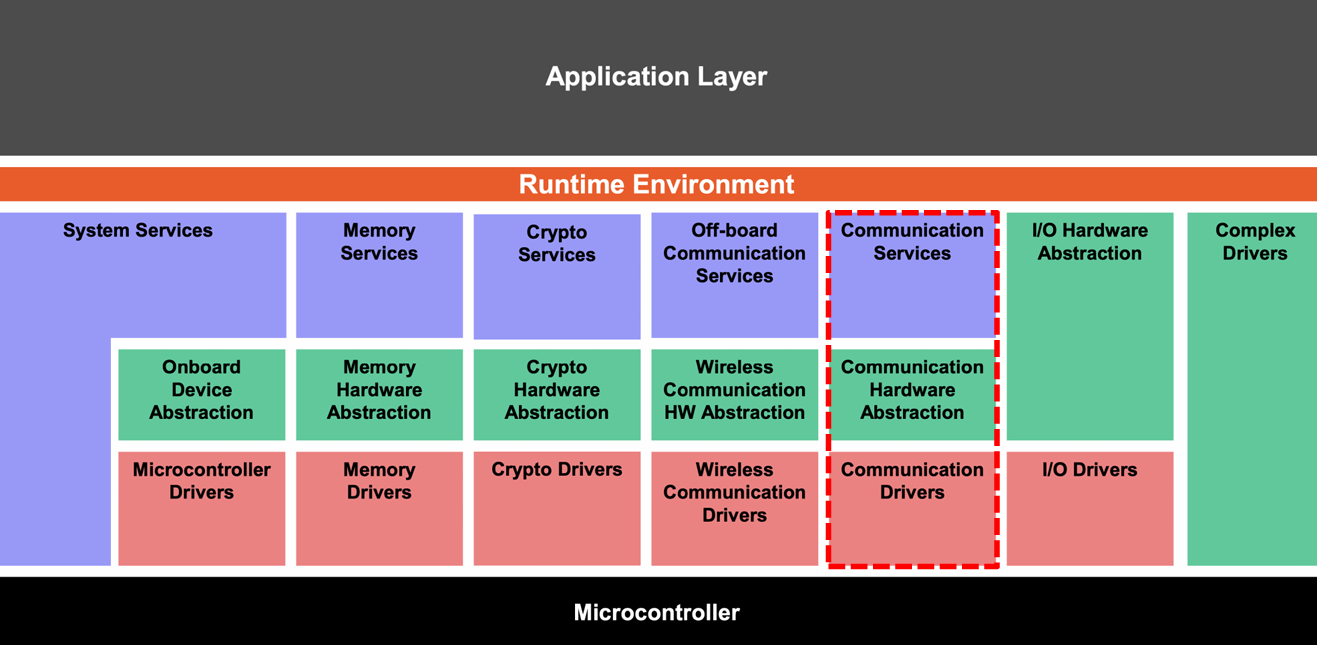 Application Layer
Runtime Environment
System Services
Memory
Services
Crypto
Services
Off-board
Communication
Services
Communication
Services
I/O Hardware
Abstraction
Complex
Drivers
Onboard
Device
Abstraction
Memory
Hardware
Abstraction
Crypto
Hardware
Abstraction
Wireless
Communication
HW Abstraction
Communication
Hardware
Abstraction
Microcontroller
Drivers
Memory
Drivers
Crypto Drivers
Wireless
Communication
Drivers
Communication
Drivers
I/O Drivers
Microcontroller